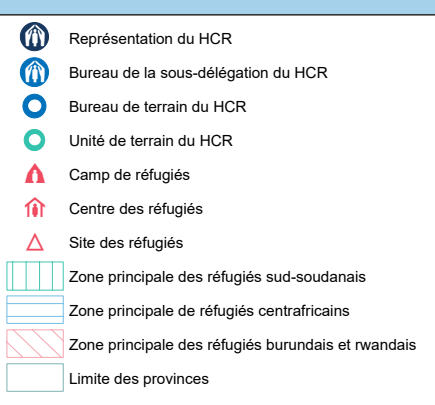 Représentation du HCR
Bureau de la sous-délégation du HCR
Bureau de terrain du HCR
Unité de terrain du HCR
Camp de réfugiés
Centre des réfugiés
Site des réfugiés
Zone principale des réfugiés sud-soudanais
Zone principale de réfugiés centrafricains
Zone principale des réfugiés burundais et rwandais
Limite des provinces